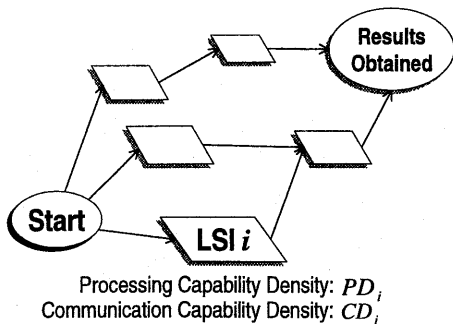 Results
Obtained
Start
LSI i
Processing Capability Density: PD_i
Communication Capability Density: CD_i